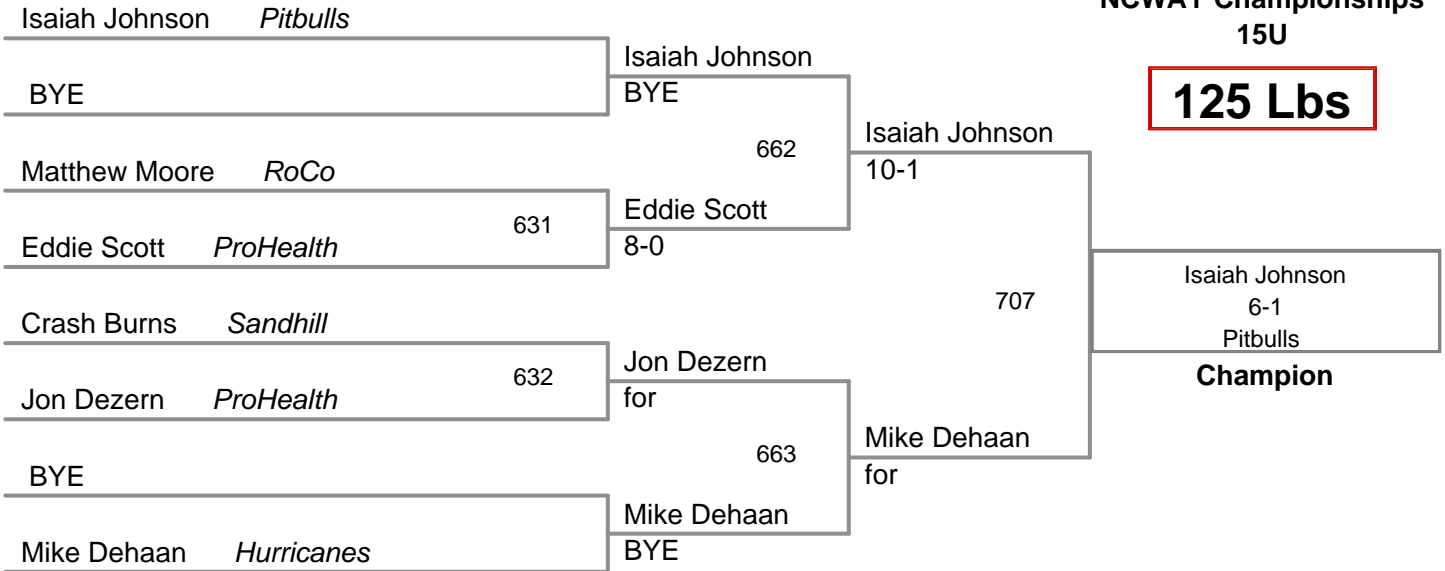 NCWAY Championships
15U
125 Lbs
Isaiah Johnson Pitbulls
BYE
Matthew Moore RoCo
631
Eddie Scott ProHealth
Crash Burns Sandhill
632
Jon Dezern ProHealth
BYE
Mike Dehaan Hurricanes
Isaiah Johnson
BYE
662
Eddie Scott
8-0
Jon Dezern
for
663
Mike Dehaan
BYE
Isaiah Johnson
10-1
707
Mike Dehaan
for
Isaiah Johnson
6-1
Pitbulls
Champion